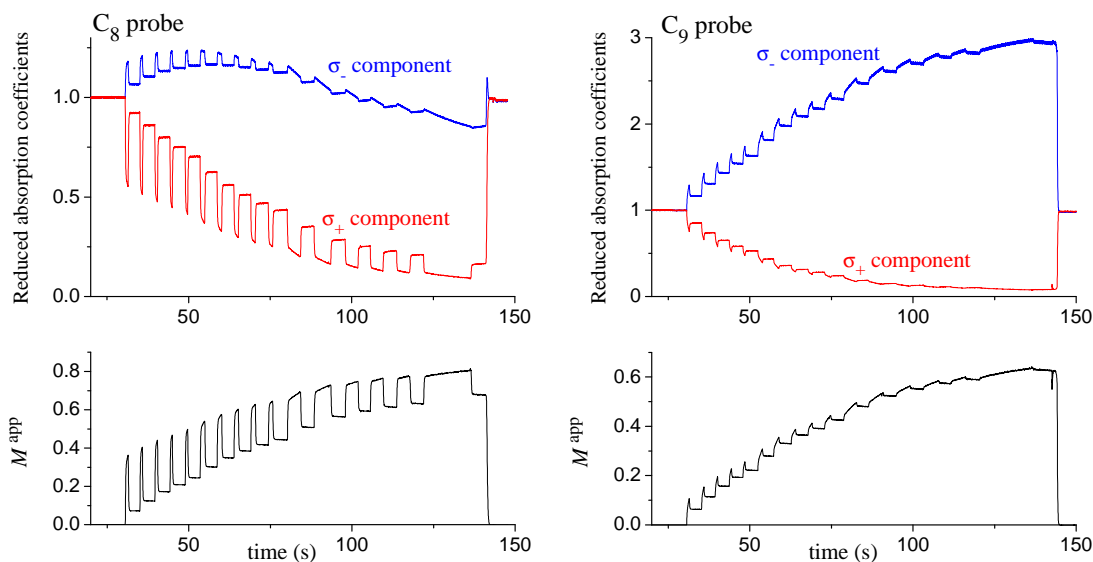 C8 probe
Reduced absorption coefficients
1.0
0.5
0.0
σ- component
σ+ component
50
100
150
C9 probe
Reduced absorption coefficients
3
2
1
0
σ- component
σ+ component
50
100
150
M app
0.8
0.6
0.4
0.2
0.0
50
100
150
time (s)
M app
0.6
0.4
0.2
0.0
50
100
150
time (s)